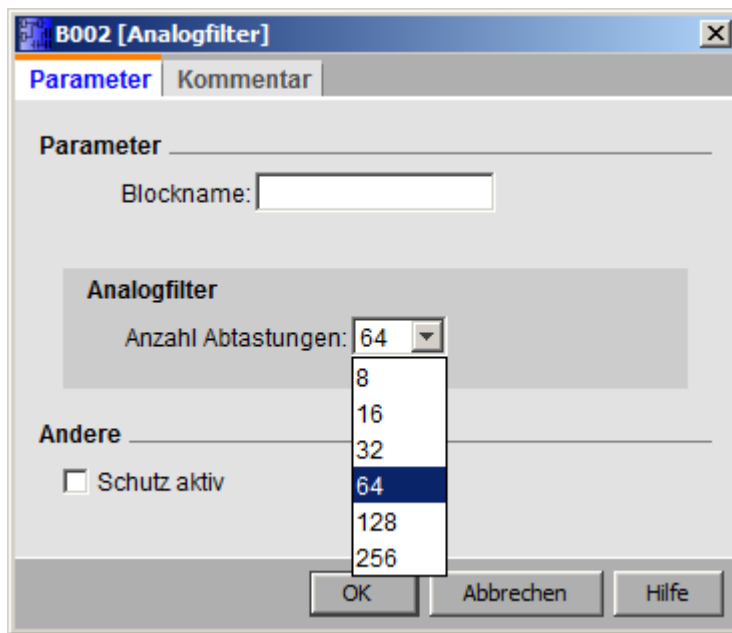 B002 [Analogfilter]
Parameter Kommentar
Parameter
Blockname:
Analogfilter
Anzahl Abtastungen: 64
8
16
32
64
128
256
Andere
Schutz aktiv
OK Abbrechen Hilfe